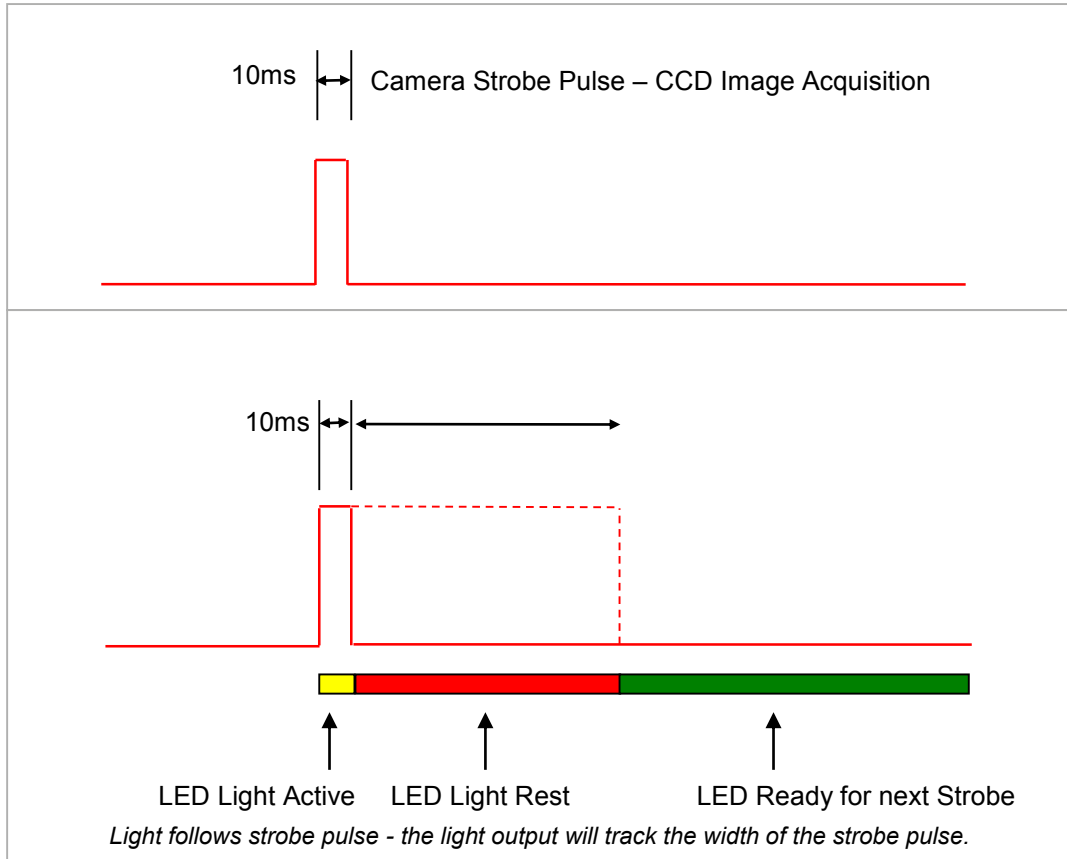 10ms Camera Strobe Pulse – CCD Image Acquisition
10ms
LED Light Active LED Light Rest LED Ready for next Strobe
Light follows strobe pulse - the light output will track the width of the strobe pulse.